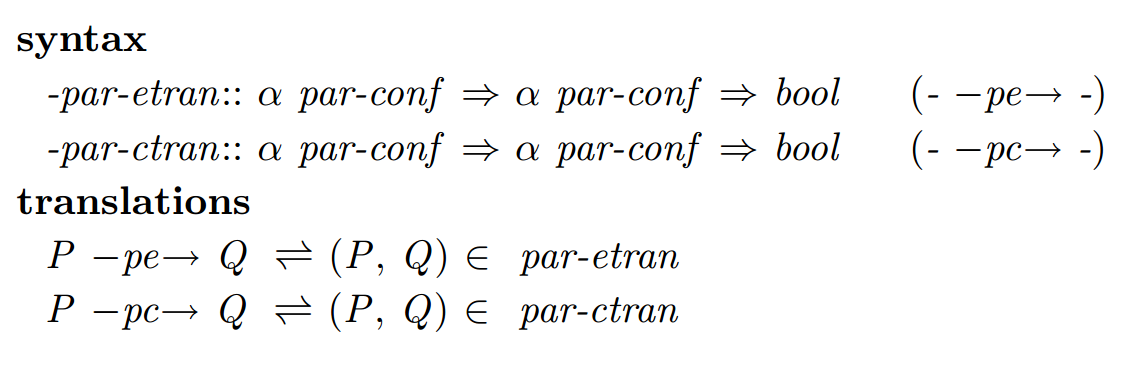 syntax
-par-etran:: α par-conf ⇒ α par-conf ⇒ bool (- −pe→ -)
-par-ctran:: α par-conf ⇒ α par-conf ⇒ bool (- −pc→ -)
translations
P −pe→ Q ⇌ (P, Q) ∈ par-etran
P −pc→ Q ⇌ (P, Q) ∈ par-ctran